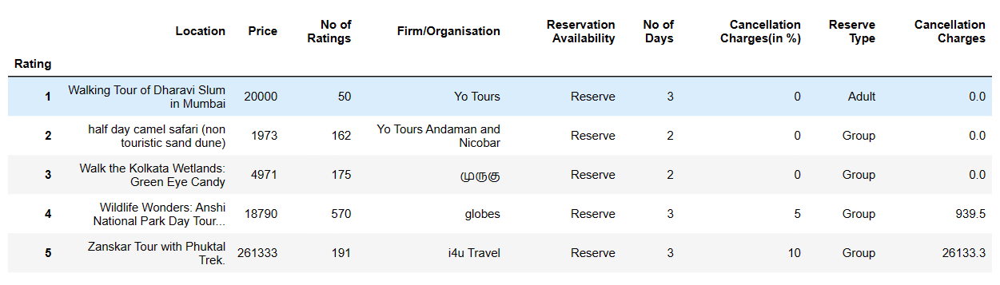 Location Price No of Ratings Firm/Organisation Reservation Availability No of Days Cancellation Charges(in %) Reserve Type Cancellation Charges
Rating
1 Walking Tour of Dharavi Slum in Mumbai 20000 50 Yo Tours Reserve 3 0 Adult 0.0
2 half day camel safari (non touristic sand dune) 1973 162 Yo Tours Andaman and Nicobar Reserve 2 0 Group 0.0
3 Walk the Kolkata Wetlands: Green Eye Candy 4971 175 முருகு Reserve 2 0 Group 0.0
4 Wildlife Wonders: Anshi National Park Day Tour... 18790 570 globes Reserve 3 5 Group 939.5
5 Zanskar Tour with Phuktal Trek. 261333 191 i4u Travel Reserve 3 10 Group 26133.3